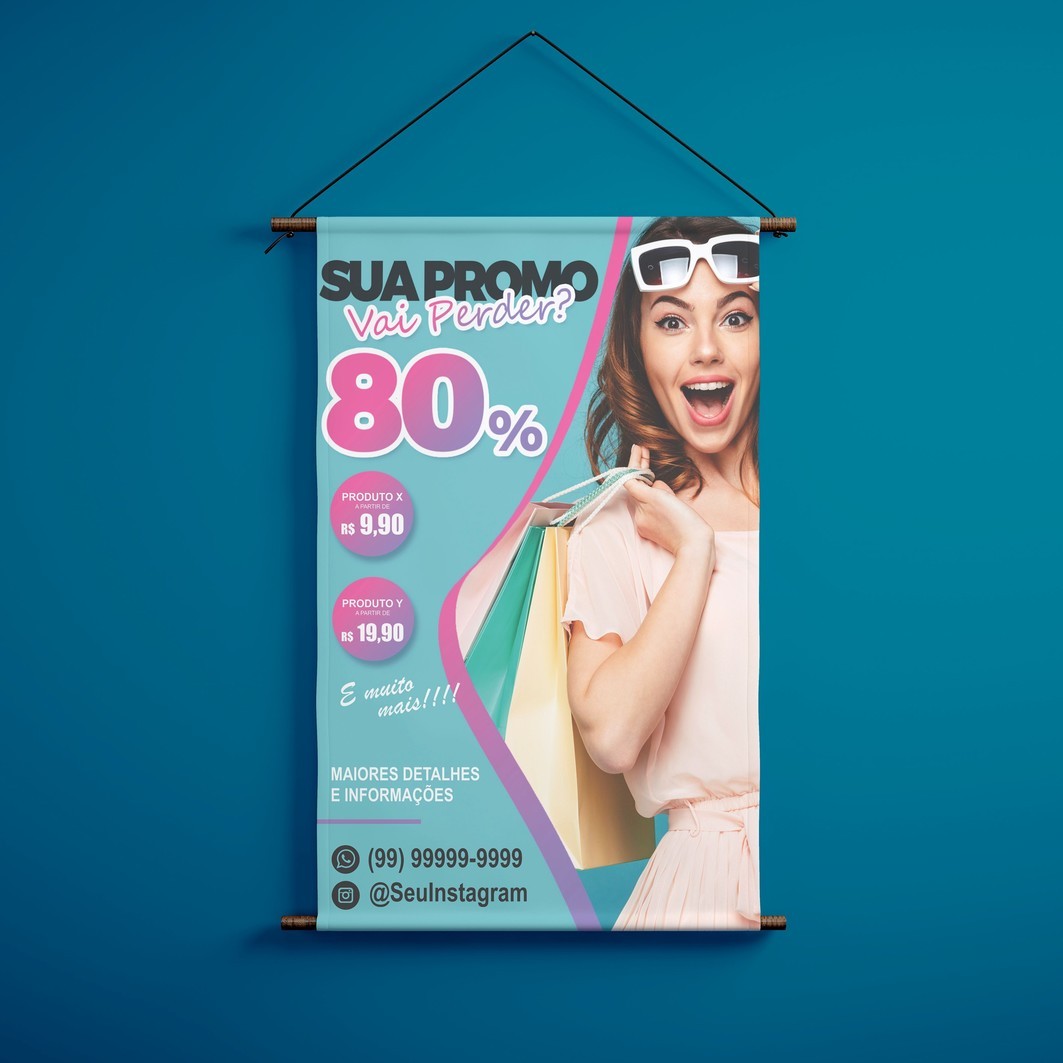 SUA PROMO
Vai Perder?
80%
PRODUTO X
A PARTIR DE
R$ 9,90
PRODUTO Y
A PARTIR DE
R$ 19,90
E muito
mais!!!!
MAIORES DETALHES
E INFORMAÇÕES
(99) 99999-9999
@SeuInstagram